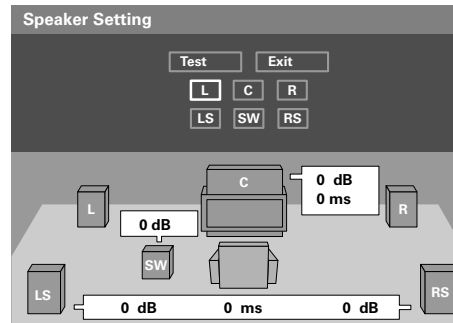 Speaker Setting
Test Exit
L C R
LS SW RS
C
0 dB
0 ms
L
R
0 dB
SW
LS
RS
0 dB 0 ms 0 dB